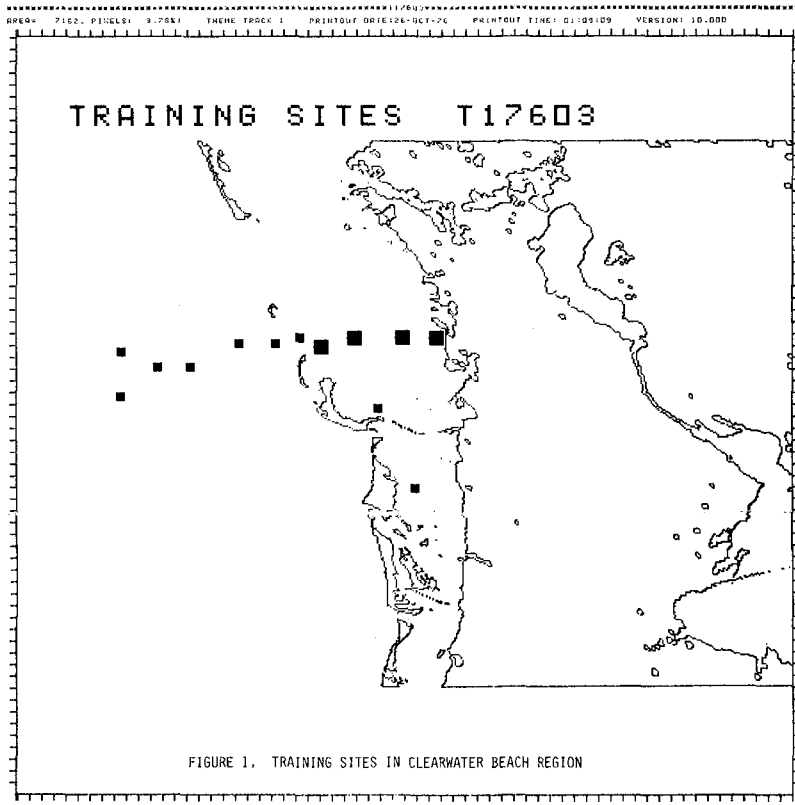 AREA= 7162. PIXELS: 3.78%: THEME TRACK 1 PRINTOUT DATE:26-OCT-76 PRINTOUT TIME: 01:09:09 VERSION: 10.00D
TRAINING SITES T17603
FIGURE 1. TRAINING SITES IN CLEARWATER BEACH REGION